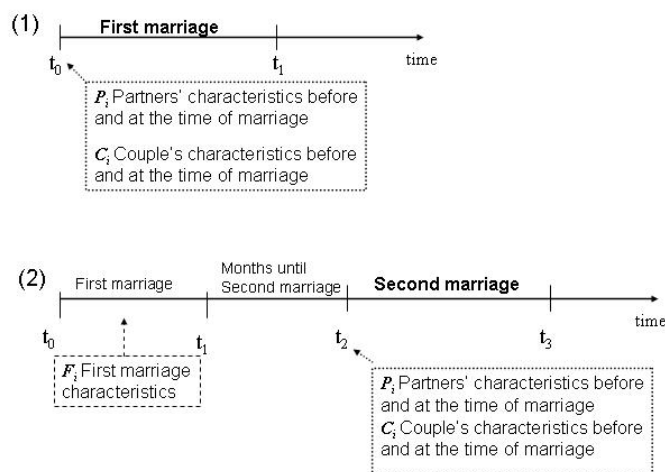 (1)
First marriage
t0
t1
time
Pi Partners' characteristics before
and at the time of marriage
Ci Couple's characteristics before
and at the time of marriage
(2)
First marriage
Months until
Second marriage
Second marriage
t0
t1
t2
t3
time
Fi First marriage
characteristics
Pi Partners' characteristics before
and at the time of marriage
Ci Couple's characteristics before
and at the time of marriage